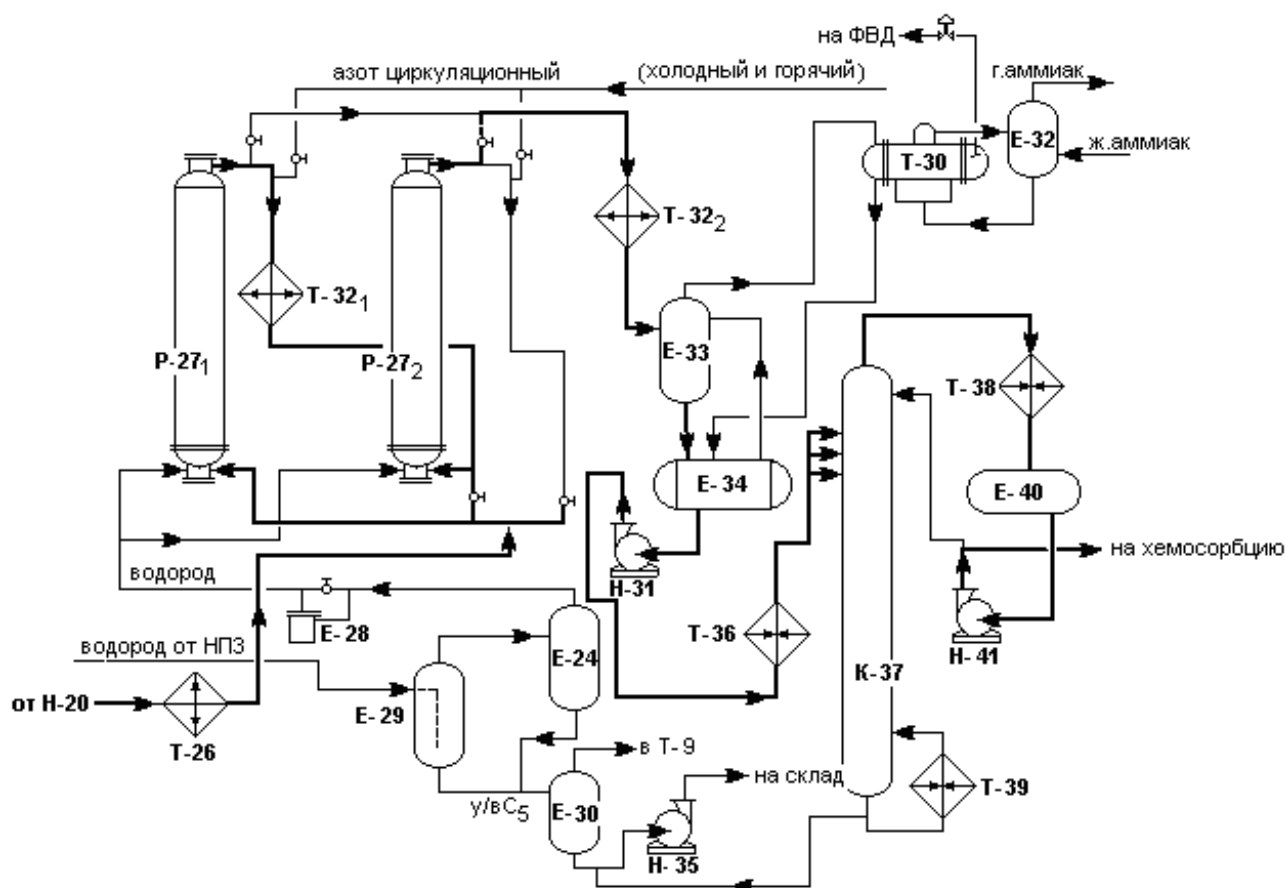 на ФВД
азот циркуляционный
(холодный и горячий)
г.аммиак
Е-32
Т-30
ж.аммиак
Т-32₂
Т-32₁
Р-27₁
Р-27₂
Е-33
Т-38
Е-34
Е-40
на хемосорбцию
водород
Н-31
Е-28
Т-36
Н-41
водород от НПЗ
Е-24
К-37
от Н-20
Е-29
Т-26
в Т-9
на склад
Т-39
у/вС₅
Е-30
Н-35